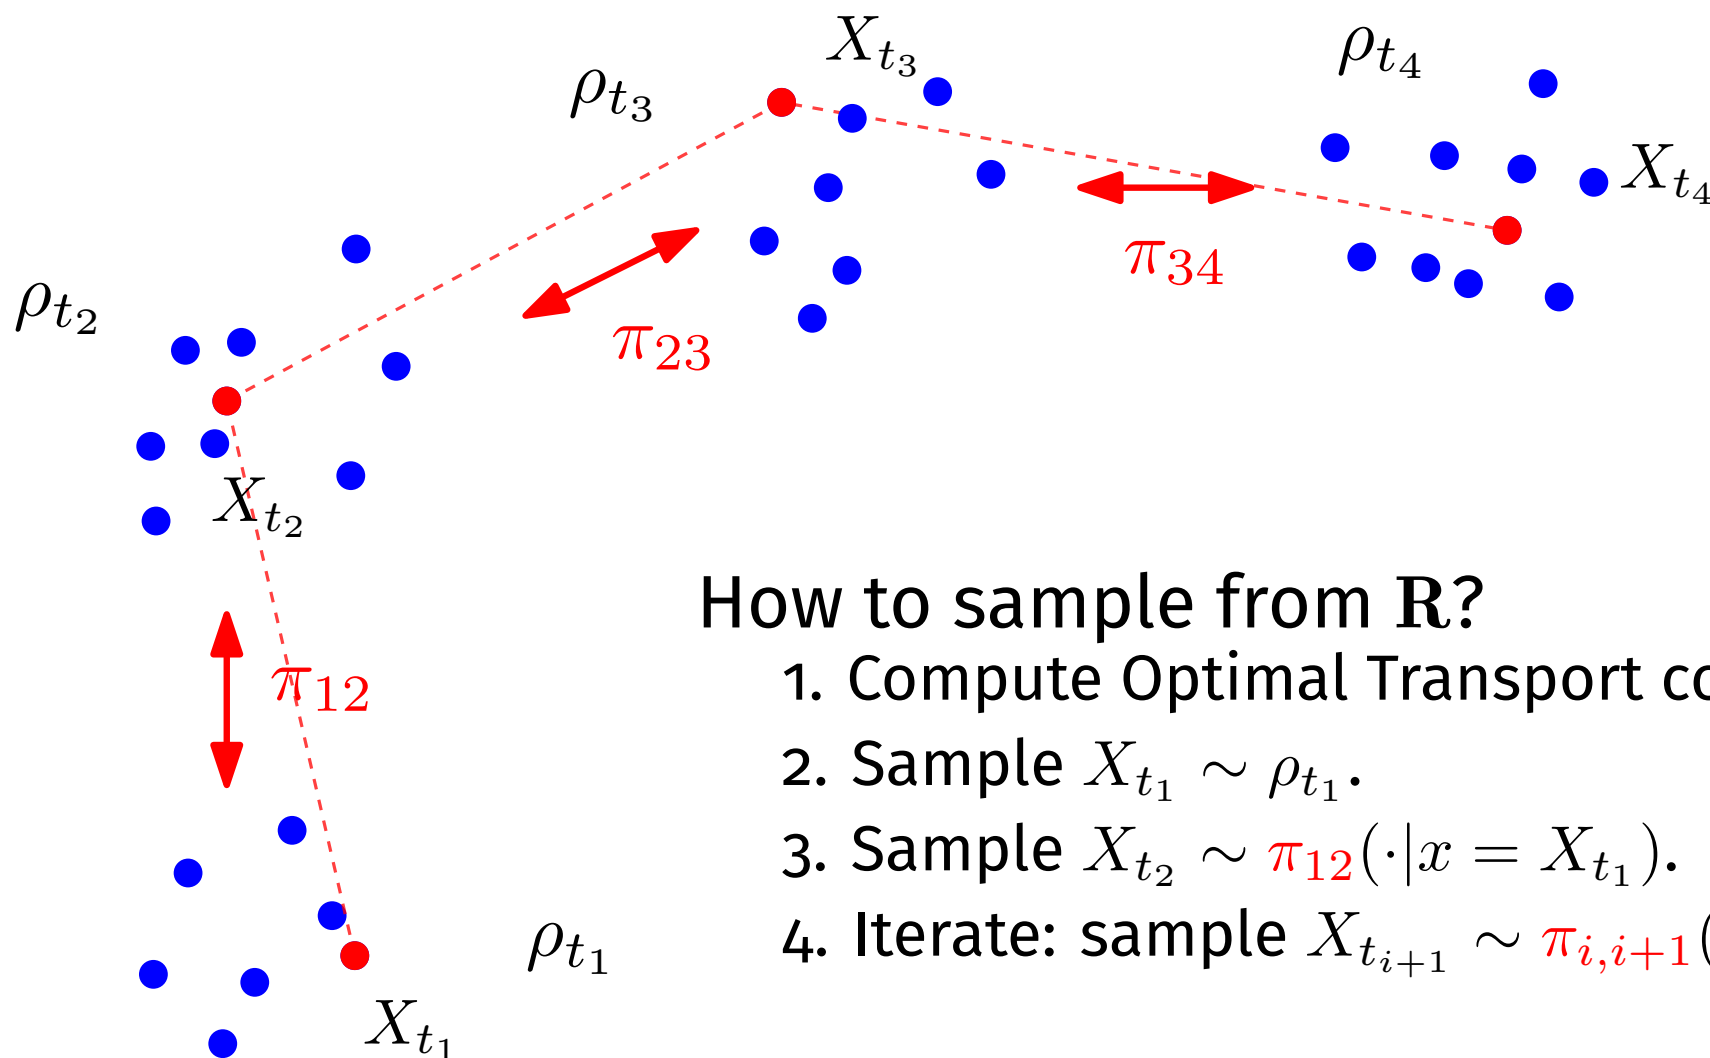 X_{t_3}
ρ_{t_4}
ρ_{t_3}
X_{t_4}
π_{34}
ρ_{t_2}
π_{23}
X_{t_2}
How to sample from R?
π_{12}
1. Compute Optimal Transport
2. Sample X_{t_1} ∼ ρ_{t_1}.
3. Sample X_{t_2} ∼ π_{12}(·|x = X_{t_1}).
4. Iterate: sample X_{t_{i+1}} ∼ π_{i,i+1}(
ρ_{t_1}
X_{t_1}